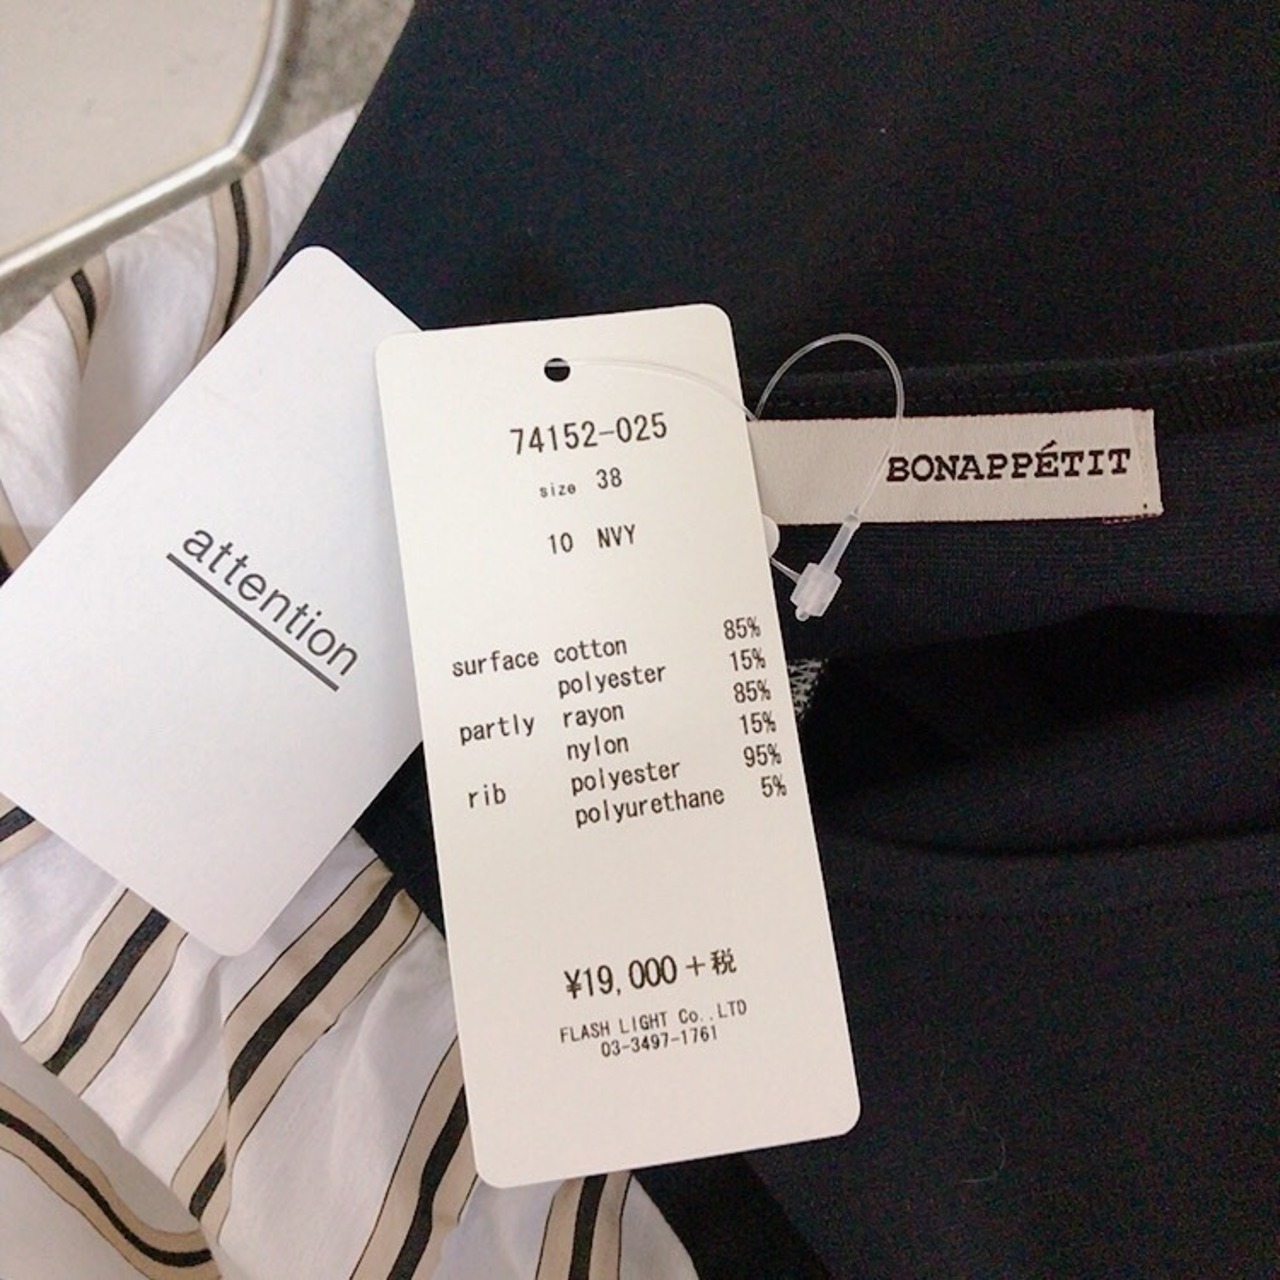 attention
74152-025
size 38
10 NVY
surface cotton 85%
polyester 15%
partly rayon 85%
nylon 15%
rib polyester 95%
polyurethane 5%
¥19,000+税
FLASH LIGHT Co.,LTD
03-3497-1761
BONAPPÉTIT